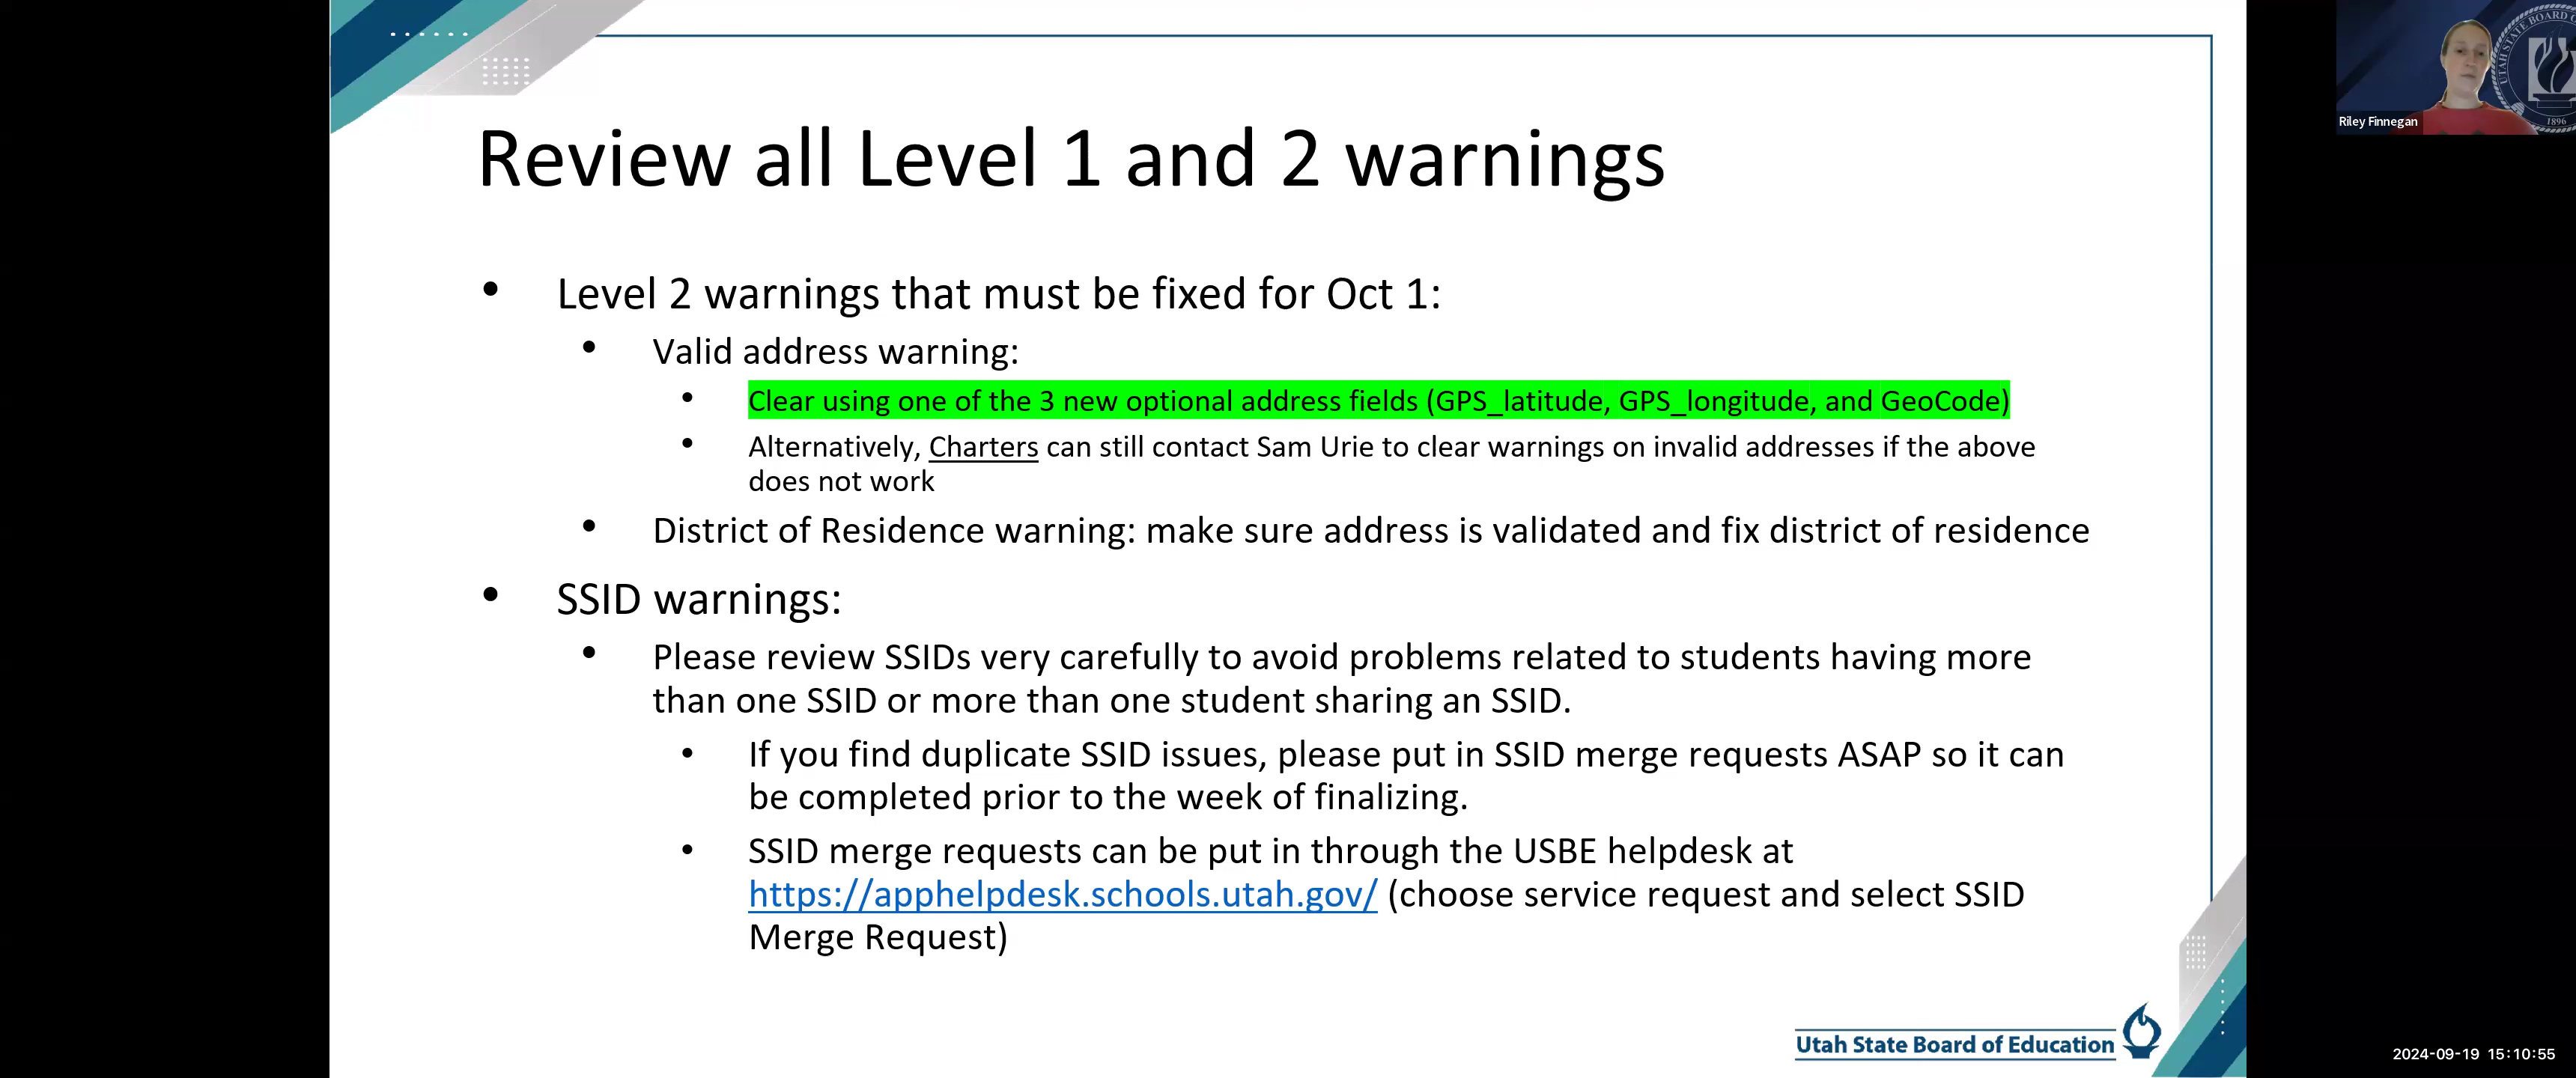 Review all Level 1 and 2 warnings
• Level 2 warnings that must be fixed for Oct 1:
• Valid address warning:
• Clear using one of the 3 new optional address fields (GPS_latitude, GPS_longitude, and GeoCode)
• Alternatively, Charters can still contact Sam Urie to clear warnings on invalid addresses if the above
does not work
• District of Residence warning: make sure address is validated and fix district of residence
• SSID warnings:
• Please review SSIDs very carefully to avoid problems related to students having more
than one SSID or more than one student sharing an SSID.
• If you find duplicate SSID issues, please put in SSID merge requests ASAP so it can
be completed prior to the week of finalizing.
• SSID merge requests can be put in through the USBE helpdesk at
https://apphelpdesk.schools.utah.gov/ (choose service request and select SSID
Merge Request)
Utah State Board of Education
UTAH STATE BOARD O
1896
Riley Finnegan
2024-09-19 15:10:55